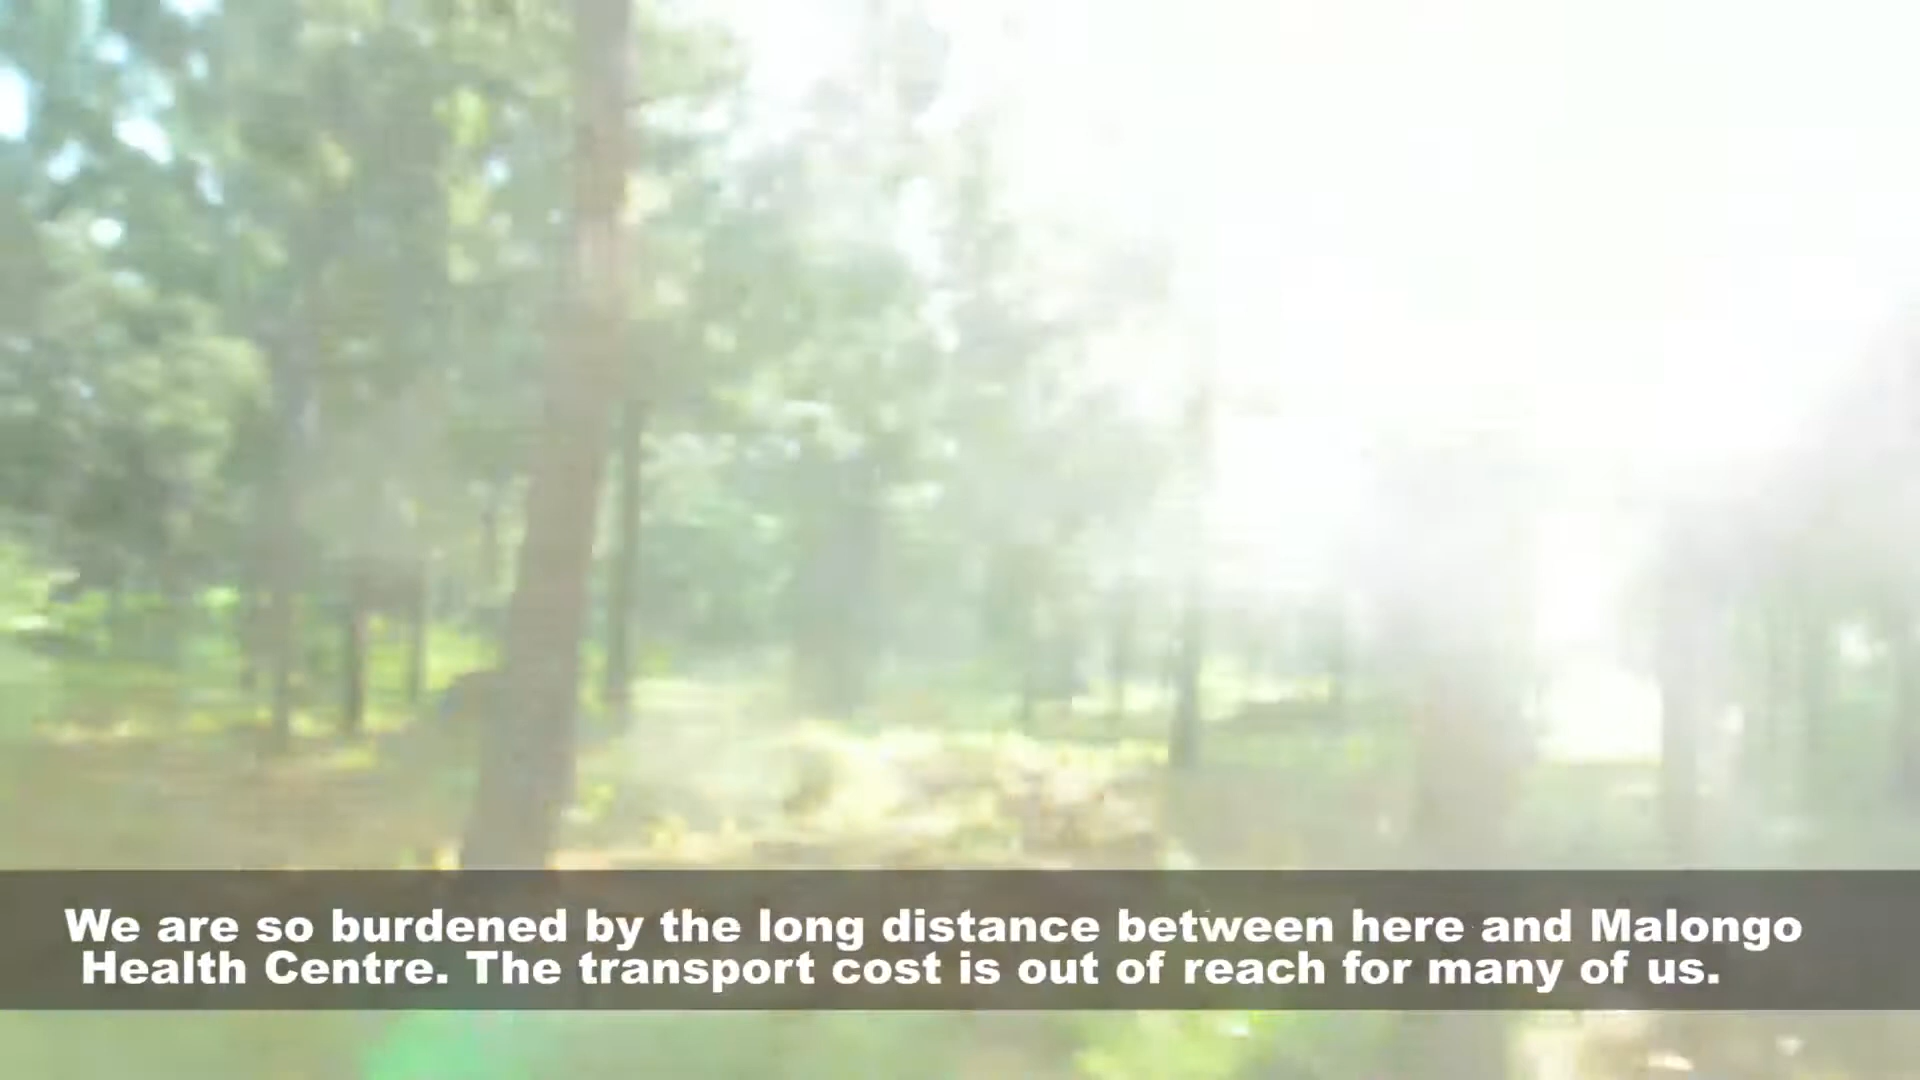 We are so burdened by the long distance between here and Malongo
Health Centre. The transport cost is out of reach for many of us.